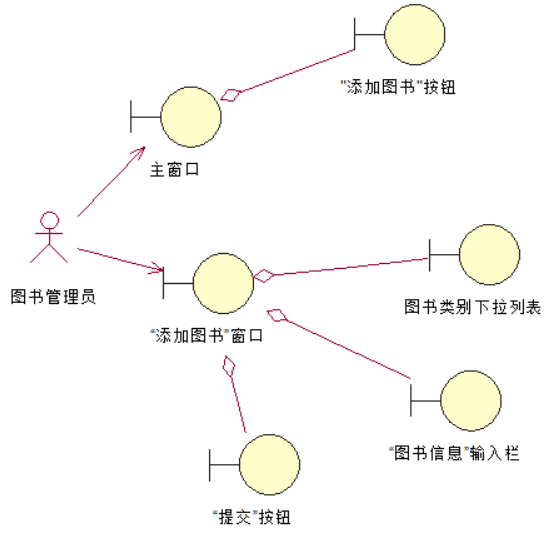 "添加图书"按钮
主窗口
图书管理员
图书类别下拉列表
“添加图书”窗口
“图书信息”输入栏
“提交”按钮